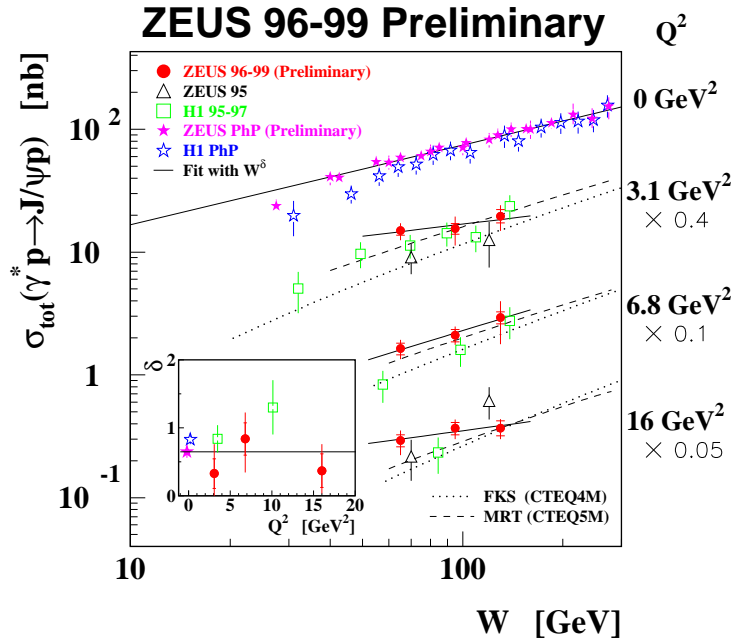 ZEUS 96-99 Preliminary
Q²
σ_tot(γ* p→J/ψp) [nb]
ZEUS 96-99 (Preliminary)
ZEUS 95
H1 95-97
ZEUS PhP (Preliminary)
H1 PhP
Fit with W^δ
0 GeV²
3.1 GeV²
× 0.4
6.8 GeV²
× 0.1
16 GeV²
× 0.05
10²
10
1
10⁻¹
δ
2
1
0
0 5 10 15 20
Q² [GeV²]
FKS (CTEQ4M)
MRT (CTEQ5M)
10 100
W [GeV]